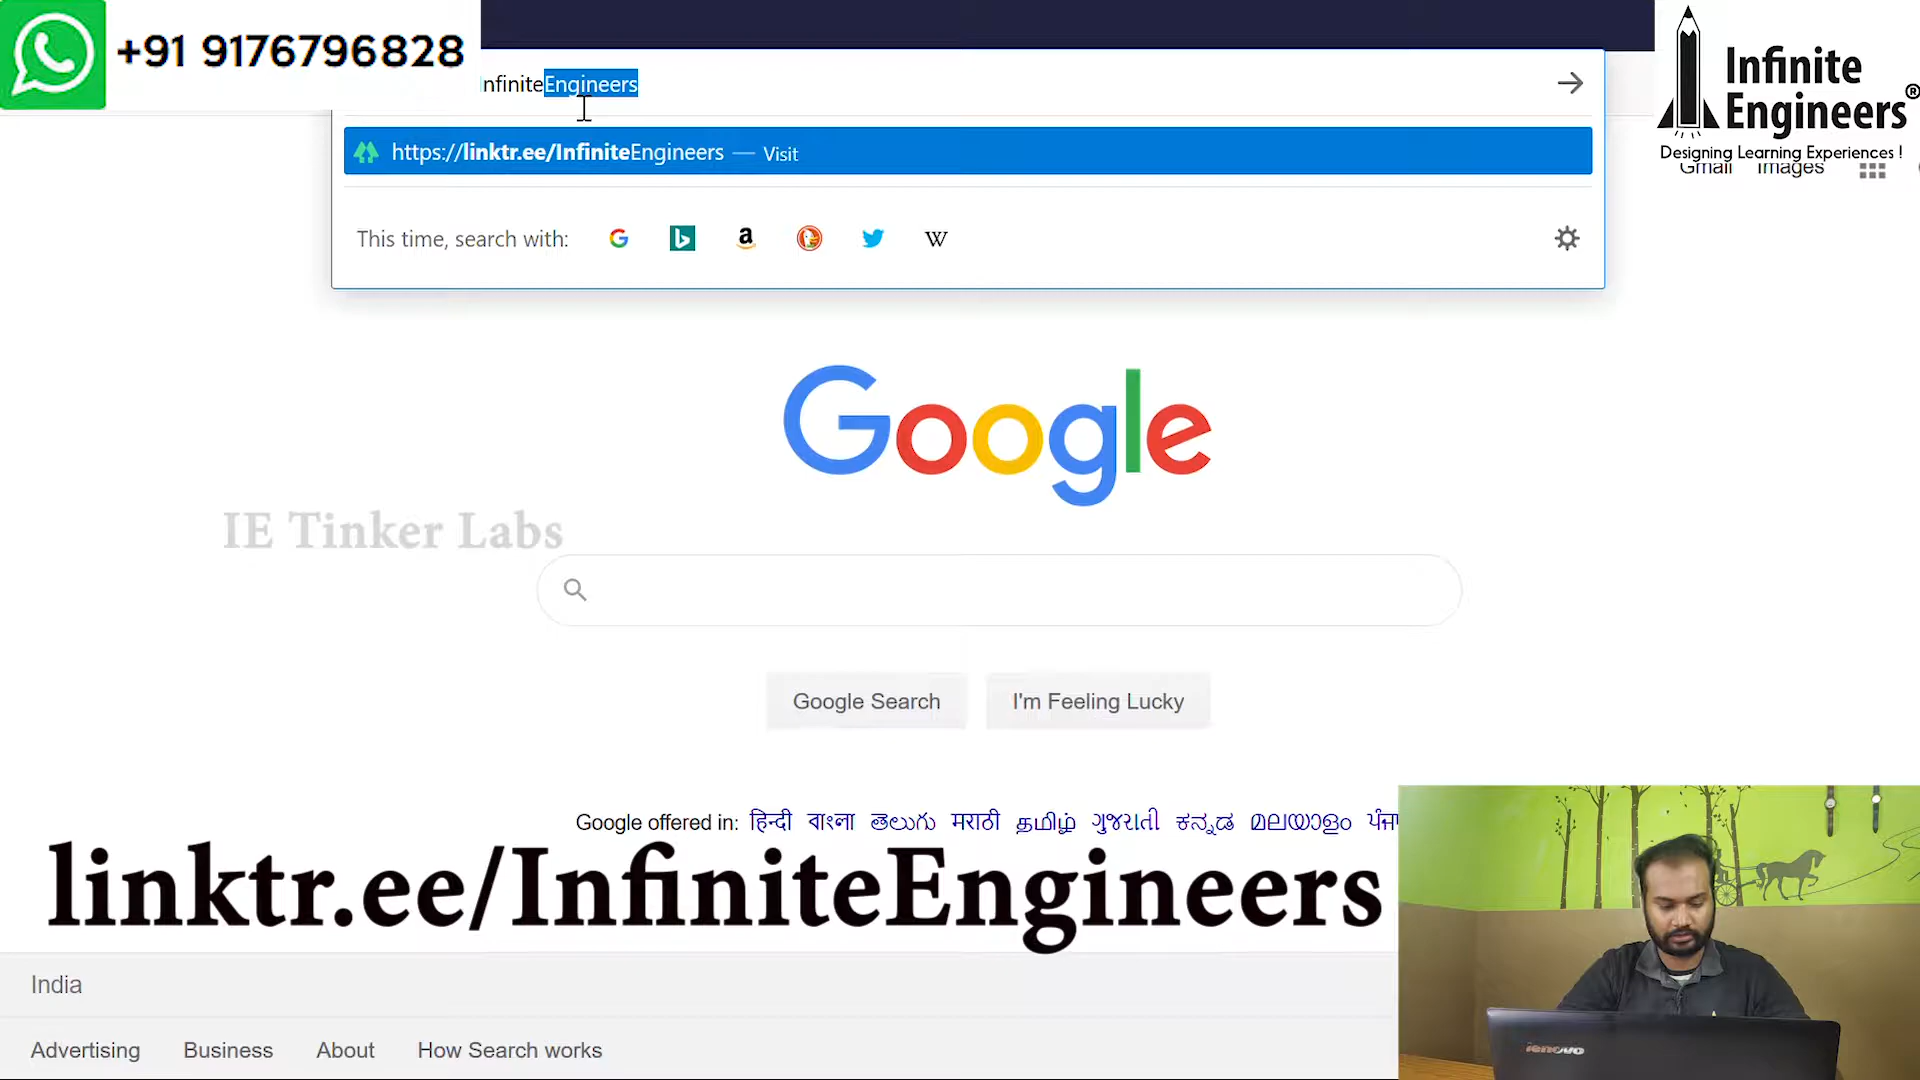 +91 9176796828
Infinite
Engineers®
Designing Learning Experiences !
nfiniteEngineers
https://linktr.ee/InfiniteEngineers — Visit
Gmail Images
This time, search with:
Google
IE Tinker Labs
Google Search
I'm Feeling Lucky
Google offered in: हिन्दी বাংলা తెలుగు मराठी தமிழ் ગુજરાતી ಕನ್ನಡ മലയാളം
linktr.ee/InfiniteEngineers
India
Advertising Business About How Search works
lenovo